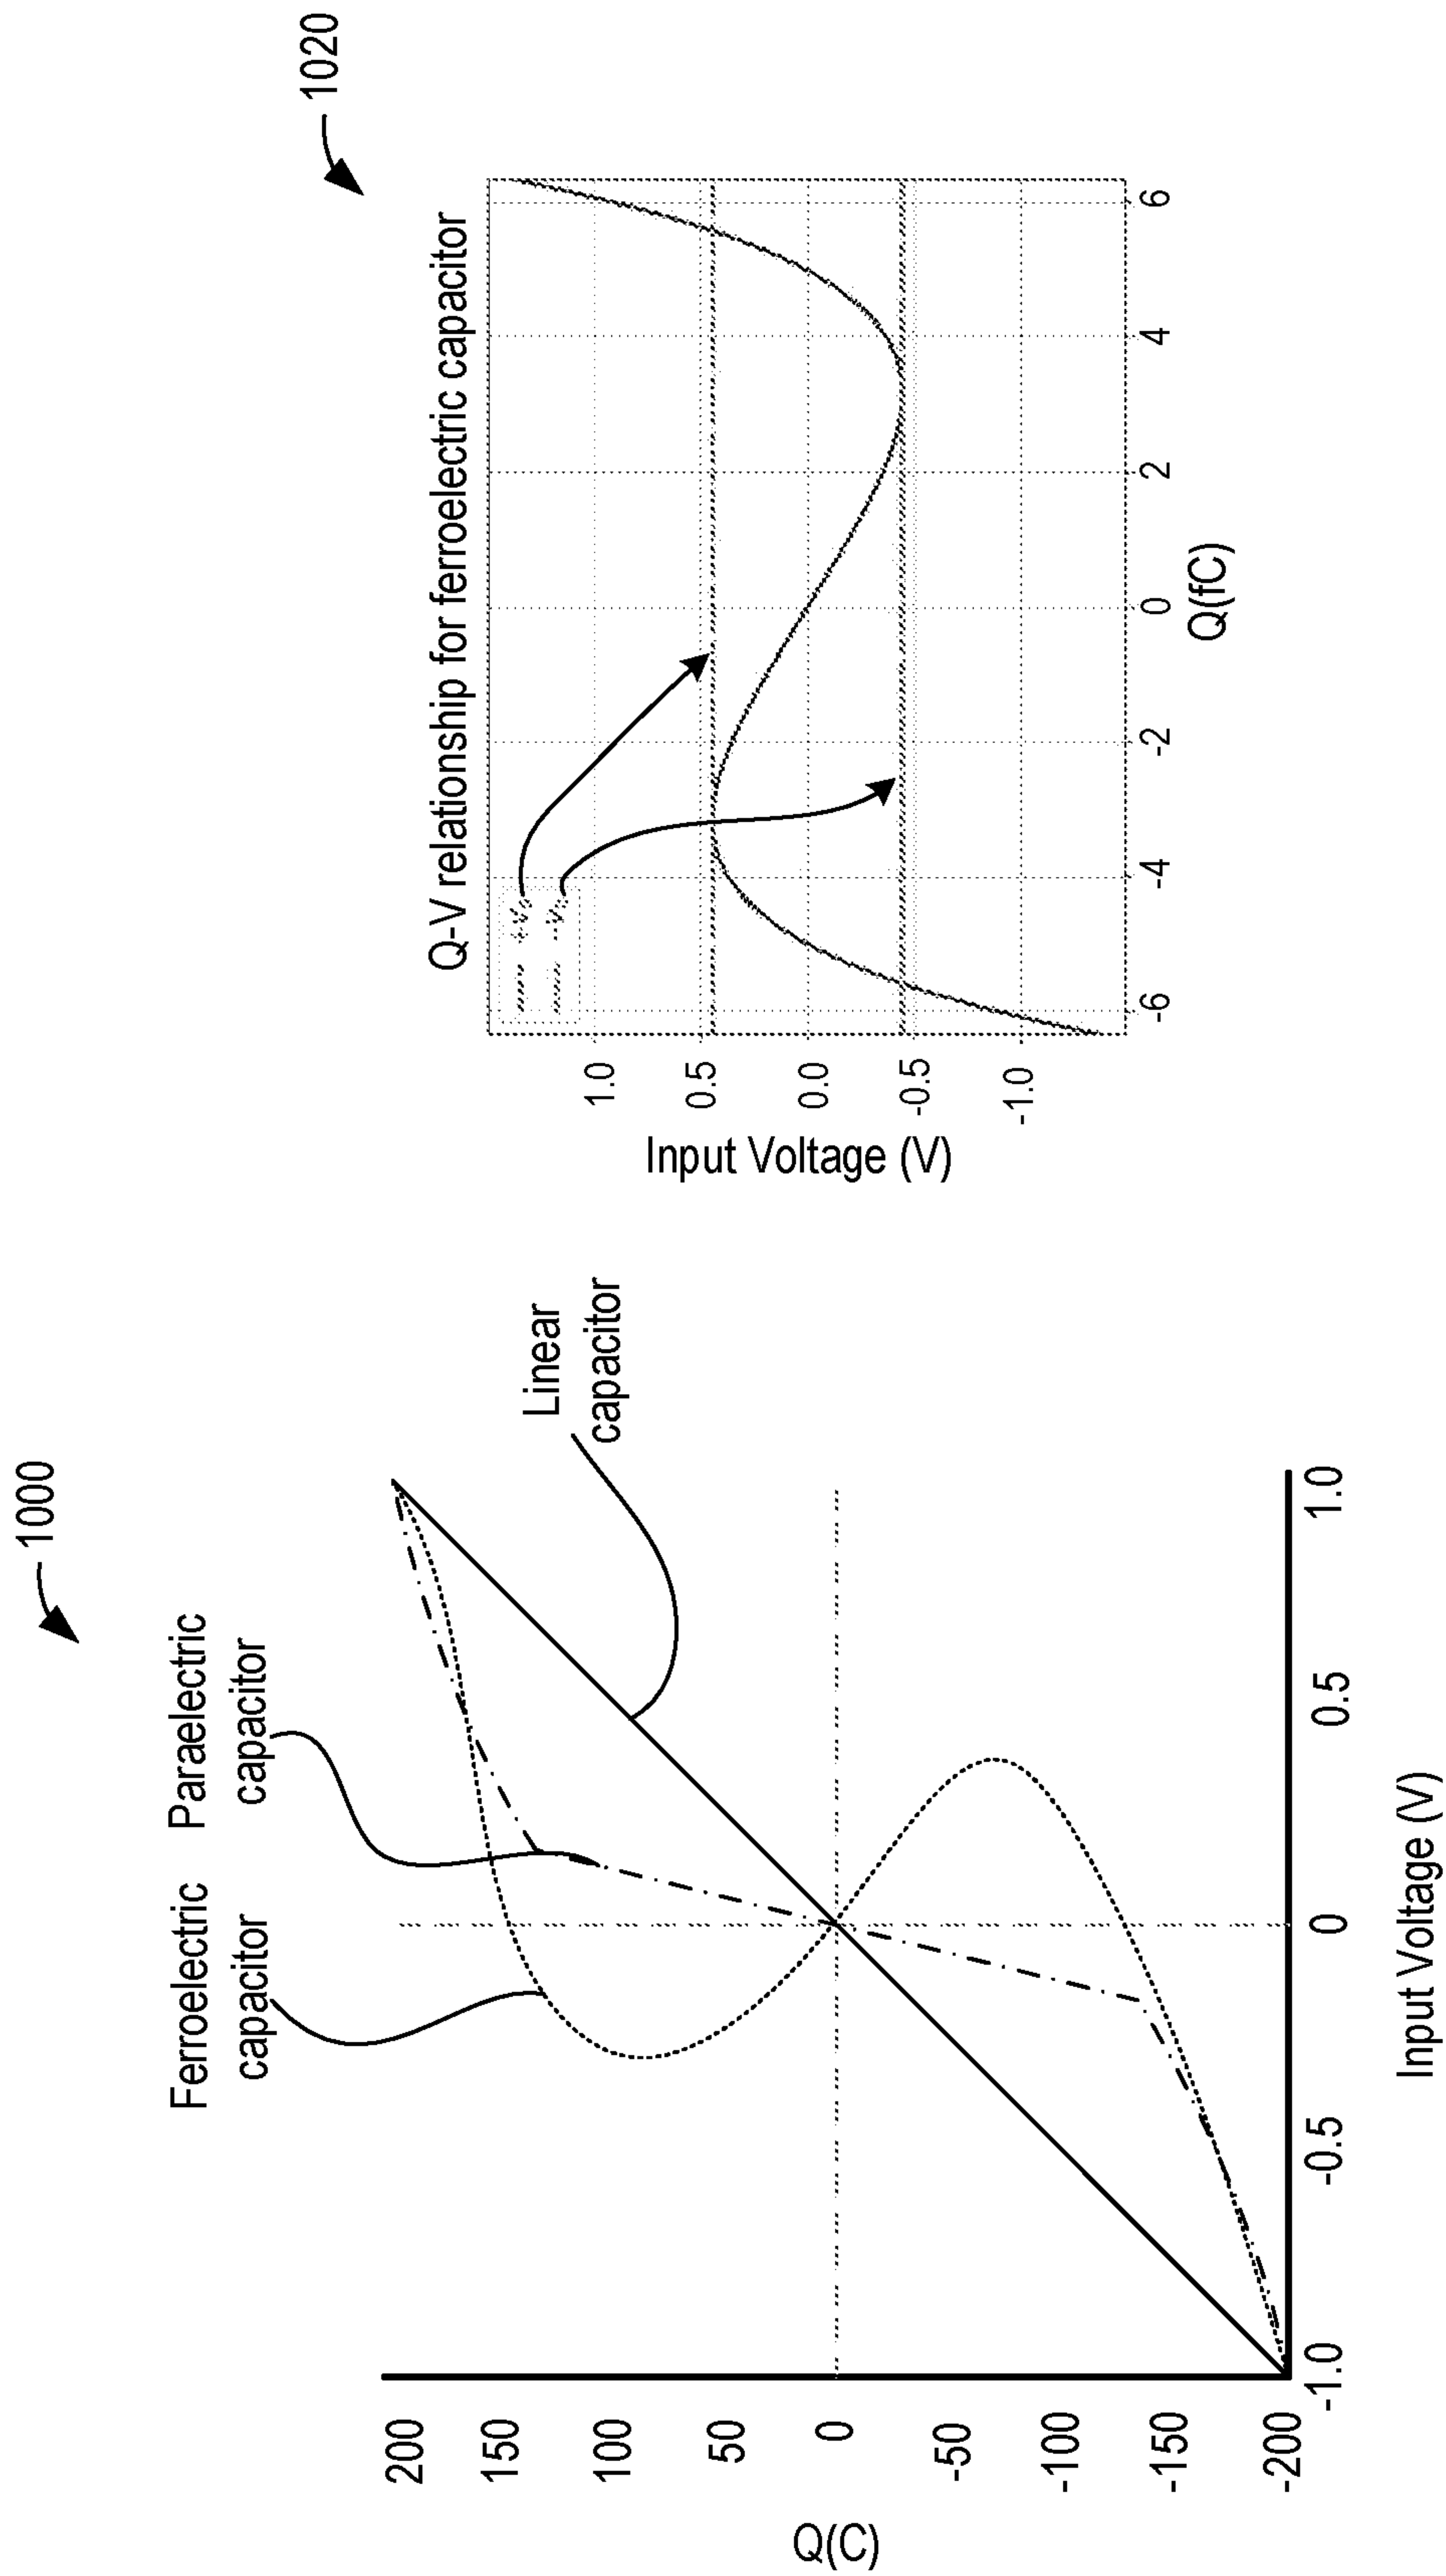 1000
Ferroelectric
capacitor
Paraelectric
capacitor
Linear
capacitor
Q(C)
200
150
100
50
0
-50
-100
-150
-200
-1.0
-0.5
0
0.5
1.0
Input Voltage (V)
1020
Q-V relationship for ferroelectric capacitor
Input Voltage (V)
1.0
0.5
0.0
-0.5
-1.0
-6
-4
-2
0
2
4
6
Q(fC)